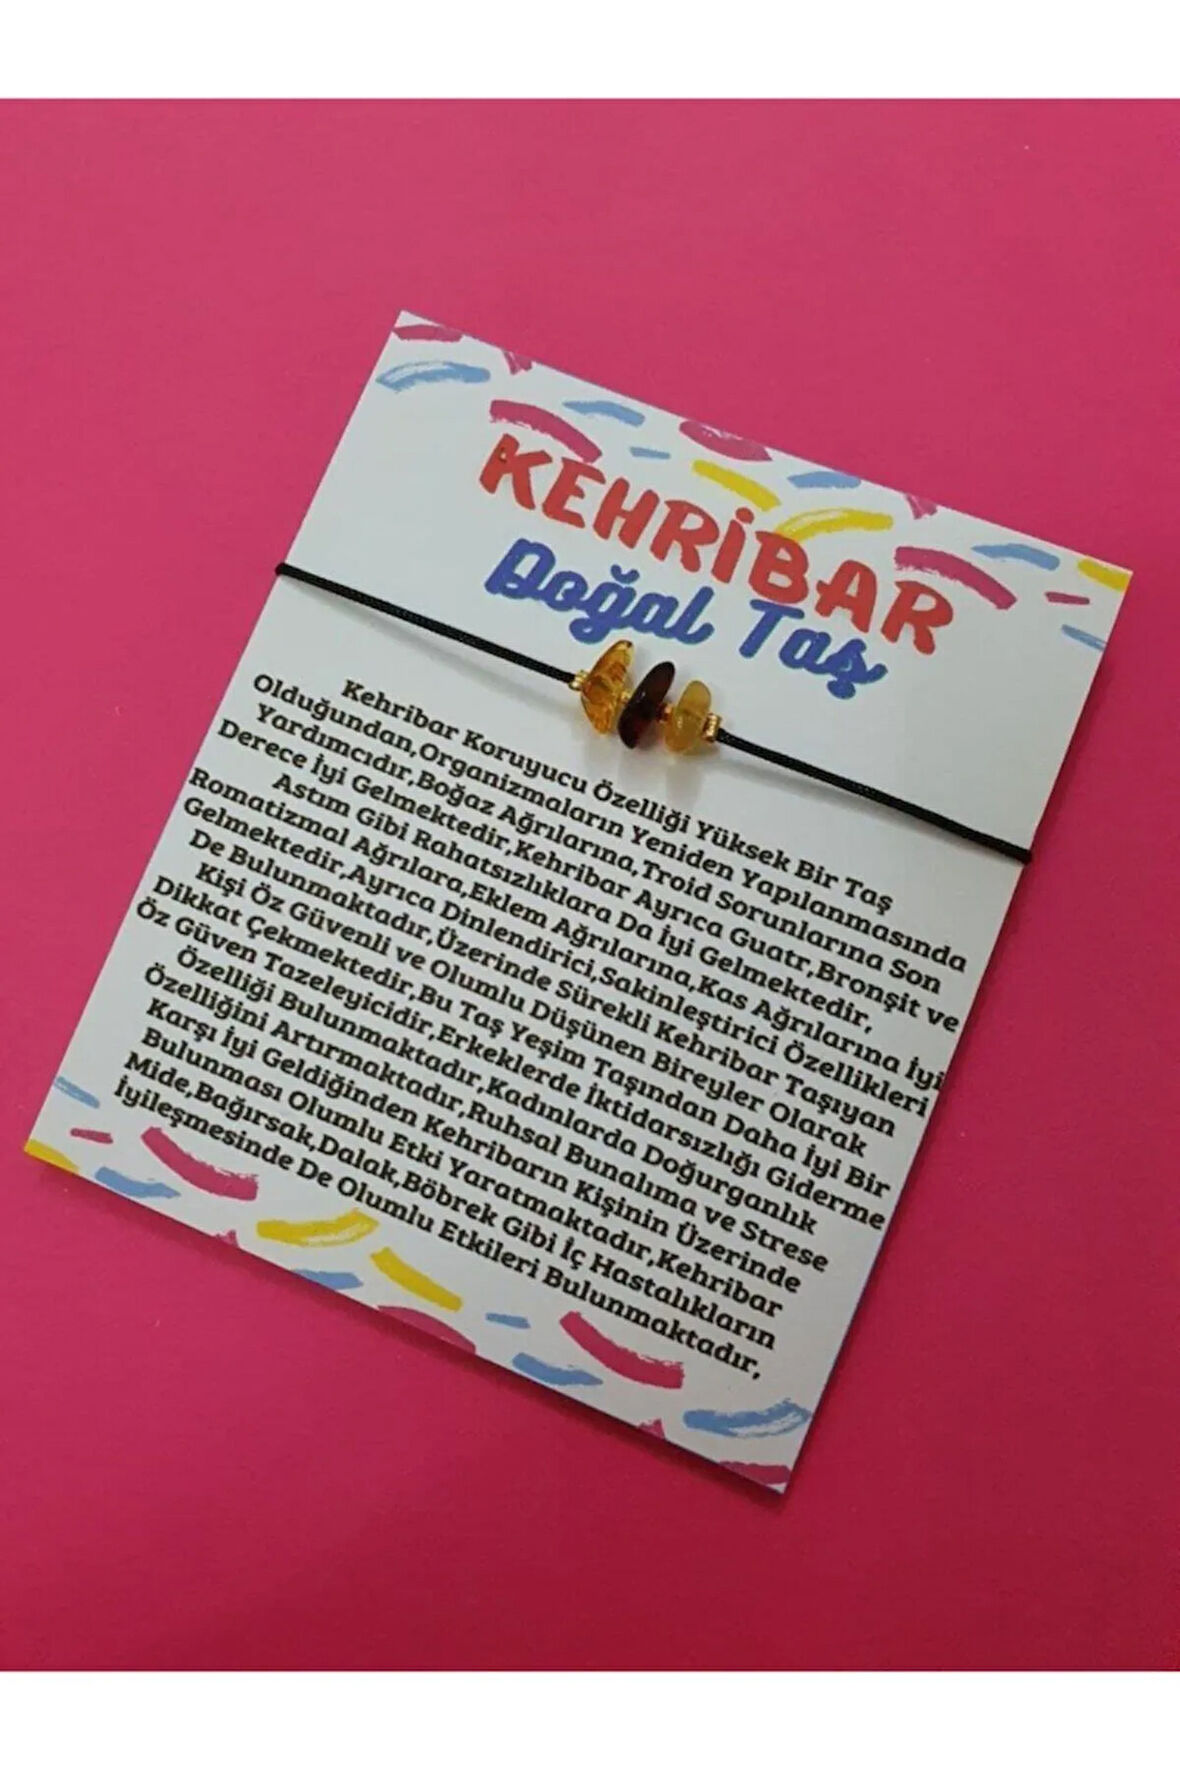 KEHRİBAR
Doğal Taş
Kehribar Koruyucu Özelliği Yüksek Bir Taş
Olduğundan,Organizmaların Yeniden Yapılanmasında
Yardımcıdır,Boğaz Ağrılarına,Troid Sorunlarına Son
Derece İyi Gelmektedir,Kehribar Ayrıca Guatr,Bronşit ve
Astım Gibi Rahatsızlıklara Da İyi Gelmektedir,
Romatizmal Ağrılara,Eklem Ağrılarına,Kas Ağrılarına İyi
Gelmektedir,Ayrıca Dinlendirici,Sakinleştirici Özellikleri
De Bulunmaktadır,Üzerinde Sürekli Kehribar Taşıyan
Kişi Öz Güvenli ve Olumlu Düşünen Bireyler Olarak
Dikkat Çekmektedir,Bu Taş Yeşim Taşından Daha İyi Bir
Öz Güven Tazeleyicidir,Erkeklerde İktidarsızlığı Giderme
Özelliği Bulunmaktadır,Kadınlarda Doğurganlık
Özelliğini Artırmaktadır,Ruhsal Bunalıma ve Strese
Karşı İyi Geldiğinden Kehribarın Kişinin Üzerinde
Bulunması Olumlu Etki Yaratmaktadır,Kehribar
Mide,Bağırsak,Dalak,Böbrek Gibi İç Hastalıkların
İyileşmesinde De Olumlu Etkileri Bulunmaktadır,